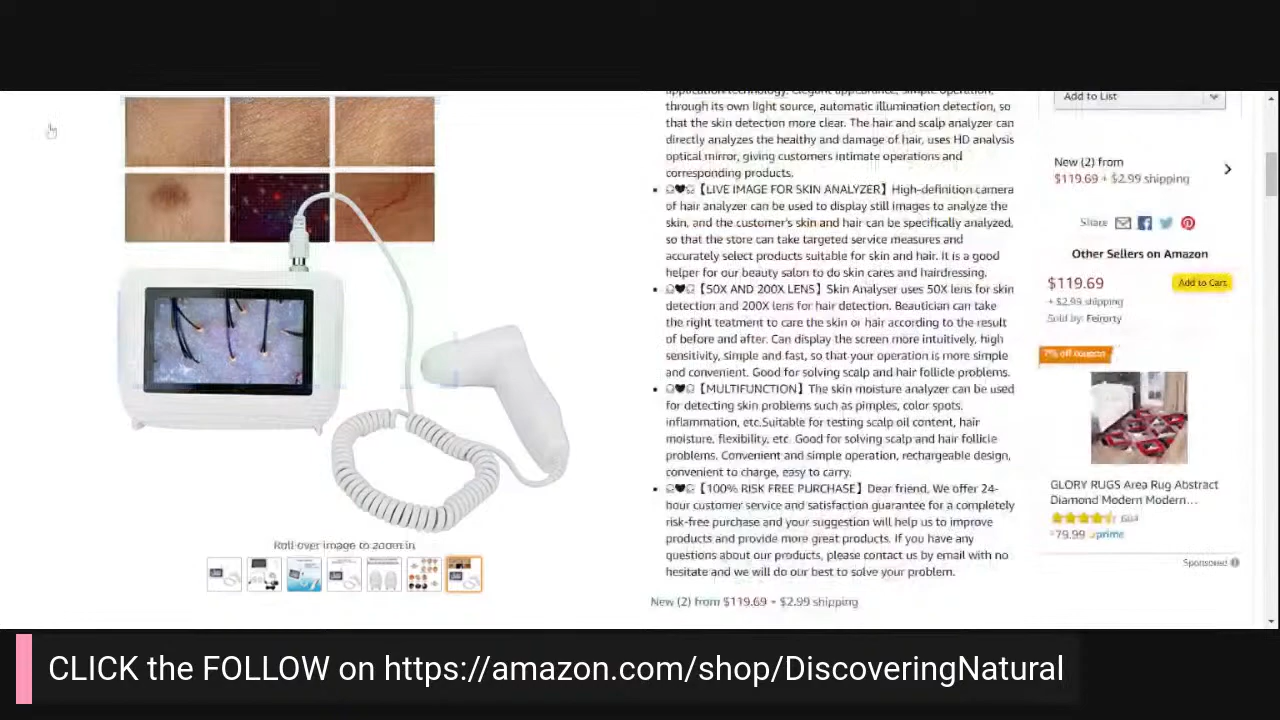 application technology. Elegant appearance, simple operation,
through its own light source, automatic illumination detection, so
that the skin detection more clear. The hair and scalp analyzer can
directly analyzes the healthy and damage of hair, uses HD analysis
optical mirror, giving customers intimate operations and
corresponding products.
【LIVE IMAGE FOR SKIN ANALYZER】High-definition camera
of hair analyzer can be used to display still images to analyze the
skin, and the customer's skin and hair can be specifically analyzed,
so that the store can take targeted service measures and
accurately select products suitable for skin and hair. It is a good
helper for our beauty salon to do skin cares and hairdressing.
【50X AND 200X LENS】Skin Analyser uses 50X lens for skin
detection and 200X lens for hair detection. Beautician can take
the right teatment to care the skin or hair according to the result
of before and after. Can display the screen more intuitively, high
sensitivity, simple and fast, so that your operation is more simple
and convenient. Good for solving scalp and hair follicle problems.
【MULTIFUNCTION】The skin moisture analyzer can be used
for detecting skin problems such as pimples, color spots,
inflammation, etc.Suitable for testing scalp oil content, hair
moisture, flexibility, etc. Good for solving scalp and hair follicle
problems. Convenient and simple operation, rechargeable design,
convenient to charge, easy to carry.
【100% RISK FREE PURCHASE】Dear friend, We offer 24-
hour customer service and satisfaction guarantee for a completely
risk-free purchase and your suggestion will help us to improve
products and provide more great products. If you have any
questions about our products, please contact us by email with no
hesitate and we will do our best to solve your problem.
New (2) from $119.69 + $2.99 shipping
Roll over image to zoom in
Add to List
New (2) from
$119.69 + $2.99 shipping
Share
Other Sellers on Amazon
$119.69
Add to Cart
+ $2.99 shipping
Sold by: Feirorty
7% off coupon
GLORY RUGS Area Rug Abstract
Diamond Modern Modern...
604
$79.99 prime
Sponsored
CLICK the FOLLOW on https://amazon.com/shop/DiscoveringNatural